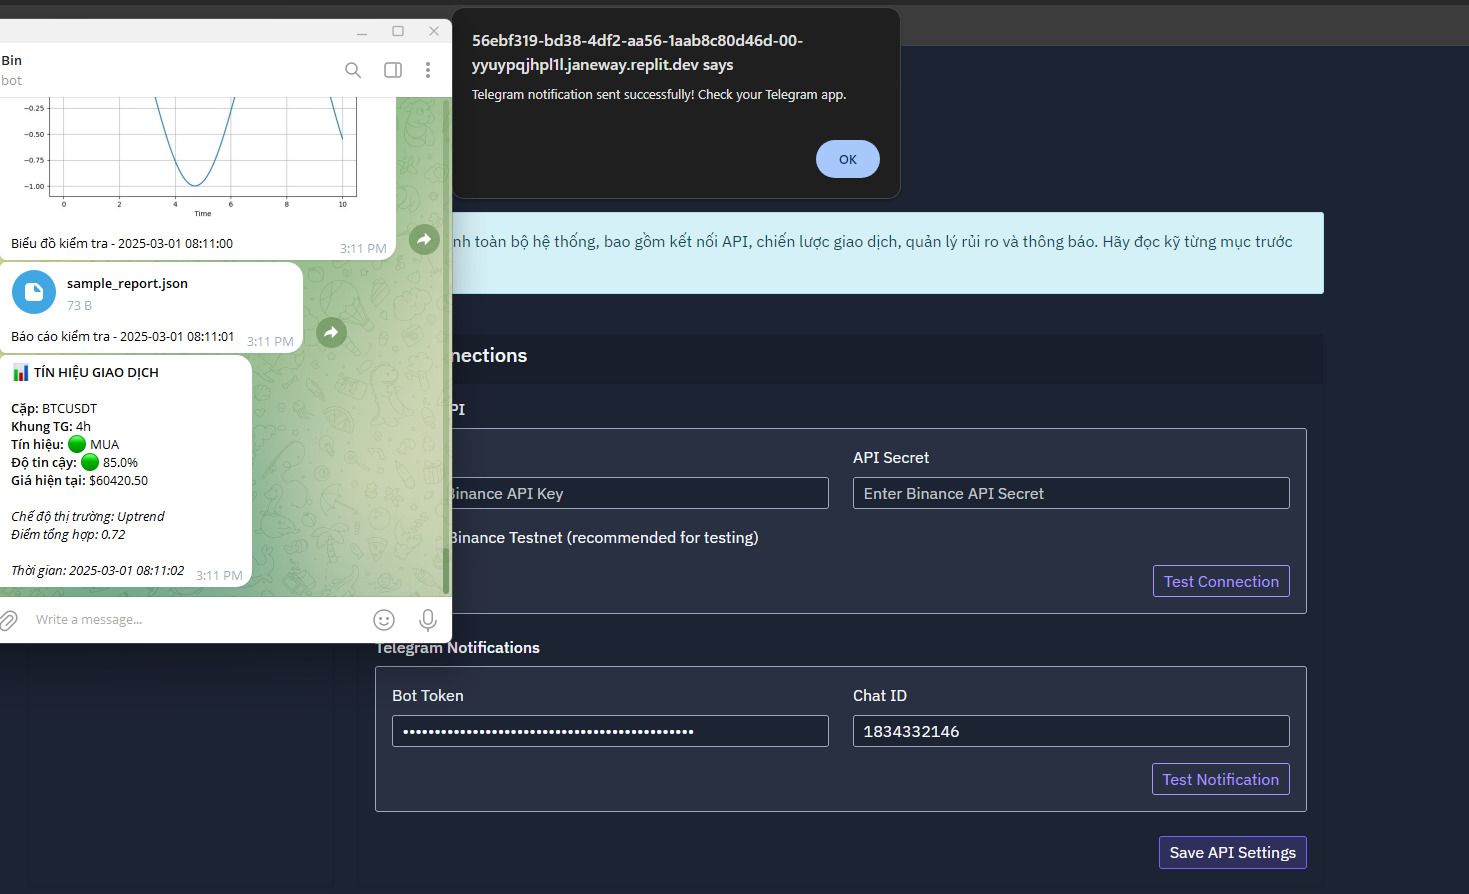 Bin
bot
−0.25
−0.50
−0.75
−1.00
0 2 4 6 8 10
Time
Biểu đồ kiểm tra - 2025-03-01 08:11:00
3:11 PM
sample_report.json
73 B
Báo cáo kiểm tra - 2025-03-01 08:11:01
3:11 PM
TÍN HIỆU GIAO DỊCH
Cặp: BTCUSDT
Khung TG: 4h
Tín hiệu: MUA
Độ tin cậy: 85.0%
Giá hiện tại: $60420.50
Chế độ thị trường: Uptrend
Điểm tổng hợp: 0.72
Thời gian: 2025-03-01 08:11:02
3:11 PM
Write a message...
56ebf319-bd38-4df2-aa56-1aab8c80d46d-00-
yyuypqjhpl1l.janeway.replit.dev says
Telegram notification sent successfully! Check your Telegram app.
OK
nh toàn bộ hệ thống, bao gồm kết nối API, chiến lược giao dịch, quản lý rủi ro và thông báo. Hãy đọc kỹ từng mục trước
nections
PI
API Secret
Binance API Key
Enter Binance API Secret
Binance Testnet (recommended for testing)
Test Connection
Telegram Notifications
Bot Token
Chat ID
1834332146
Test Notification
Save API Settings